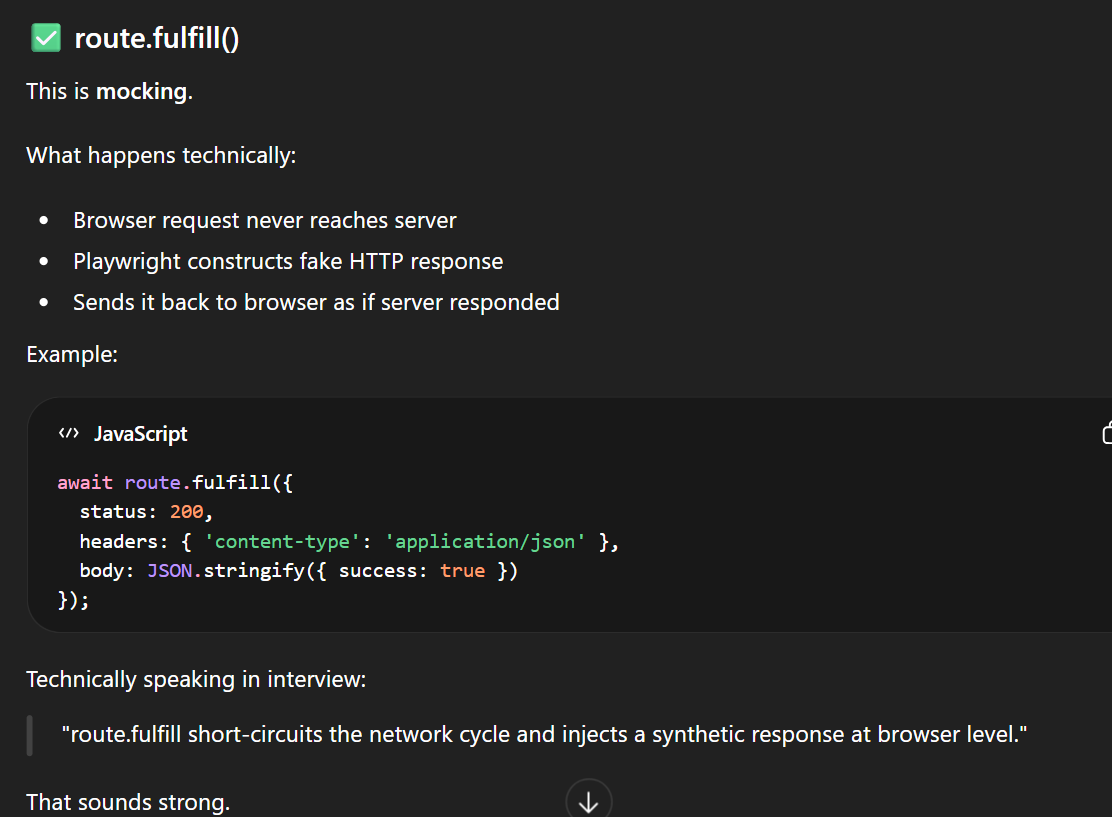 ✅ route.fulfill()
This is mocking.
What happens technically:
• Browser request never reaches server
• Playwright constructs fake HTTP response
• Sends it back to browser as if server responded
Example:
</> JavaScript
await route.fulfill({
  status: 200,
  headers: { 'content-type': 'application/json' },
  body: JSON.stringify({ success: true })
});
Technically speaking in interview:
"route.fulfill short-circuits the network cycle and injects a synthetic response at browser level."
That sounds strong.